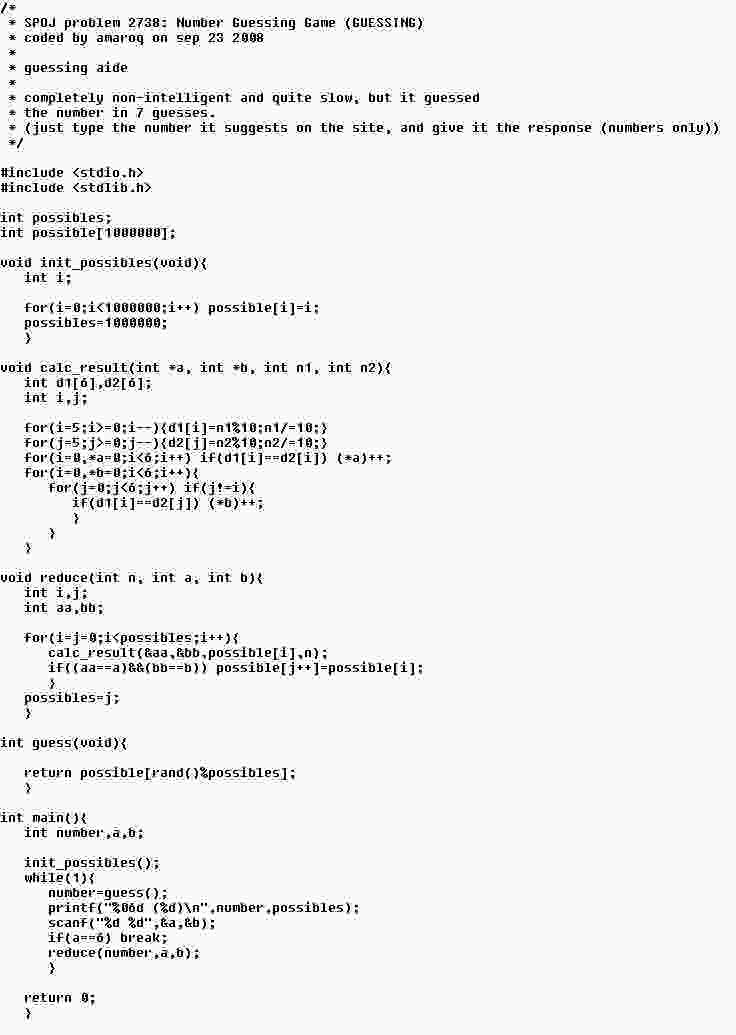 /*
 * SPOJ problem 2738: Number Guessing Game (GUESSING)
 * coded by amaroq on sep 23 2008
 *
 * guessing aide
 *
 * completely non-intelligent and quite slow, but it guessed
 * the number in 7 guesses.
 * (just type the number it suggests on the site, and give it the response (numbers only))
 */

#include <stdio.h>
#include <stdlib.h>

int possibles;
int possible[1000000];

void init_possibles(void){
   int i;

   for(i=0;i<1000000;i++) possible[i]=i;
   possibles=1000000;
   }

void calc_result(int *a, int *b, int n1, int n2){
   int d1[6],d2[6];
   int i,j;

   for(i=5;i>=0;i--){d1[i]=n1%10;n1/=10;}
   for(j=5;j>=0;j--){d2[j]=n2%10;n2/=10;}
   for(i=0,*a=0;i<6;i++) if(d1[i]==d2[i]) (*a)++;
   for(i=0,*b=0;i<6;i++){
      for(j=0;j<6;j++) if(j!=i){
         if(d1[i]==d2[j]) (*b)++;
         }
      }
   }

void reduce(int n, int a, int b){
   int i,j;
   int aa,bb;

   for(i=j=0;i<possibles;i++){
      calc_result(&aa,&bb,possible[i],n);
      if((aa==a)&&(bb==b)) possible[j++]=possible[i];
      }
   possibles=j;
   }

int guess(void){

   return possible[rand()%possibles];
   }

int main(){
   int number,a,b;

   init_possibles();
   while(1){
      number=guess();
      printf("%06d (%d)\n",number,possibles);
      scanf("%d %d",&a,&b);
      if(a==6) break;
      reduce(number,a,b);
      }

   return 0;
   }